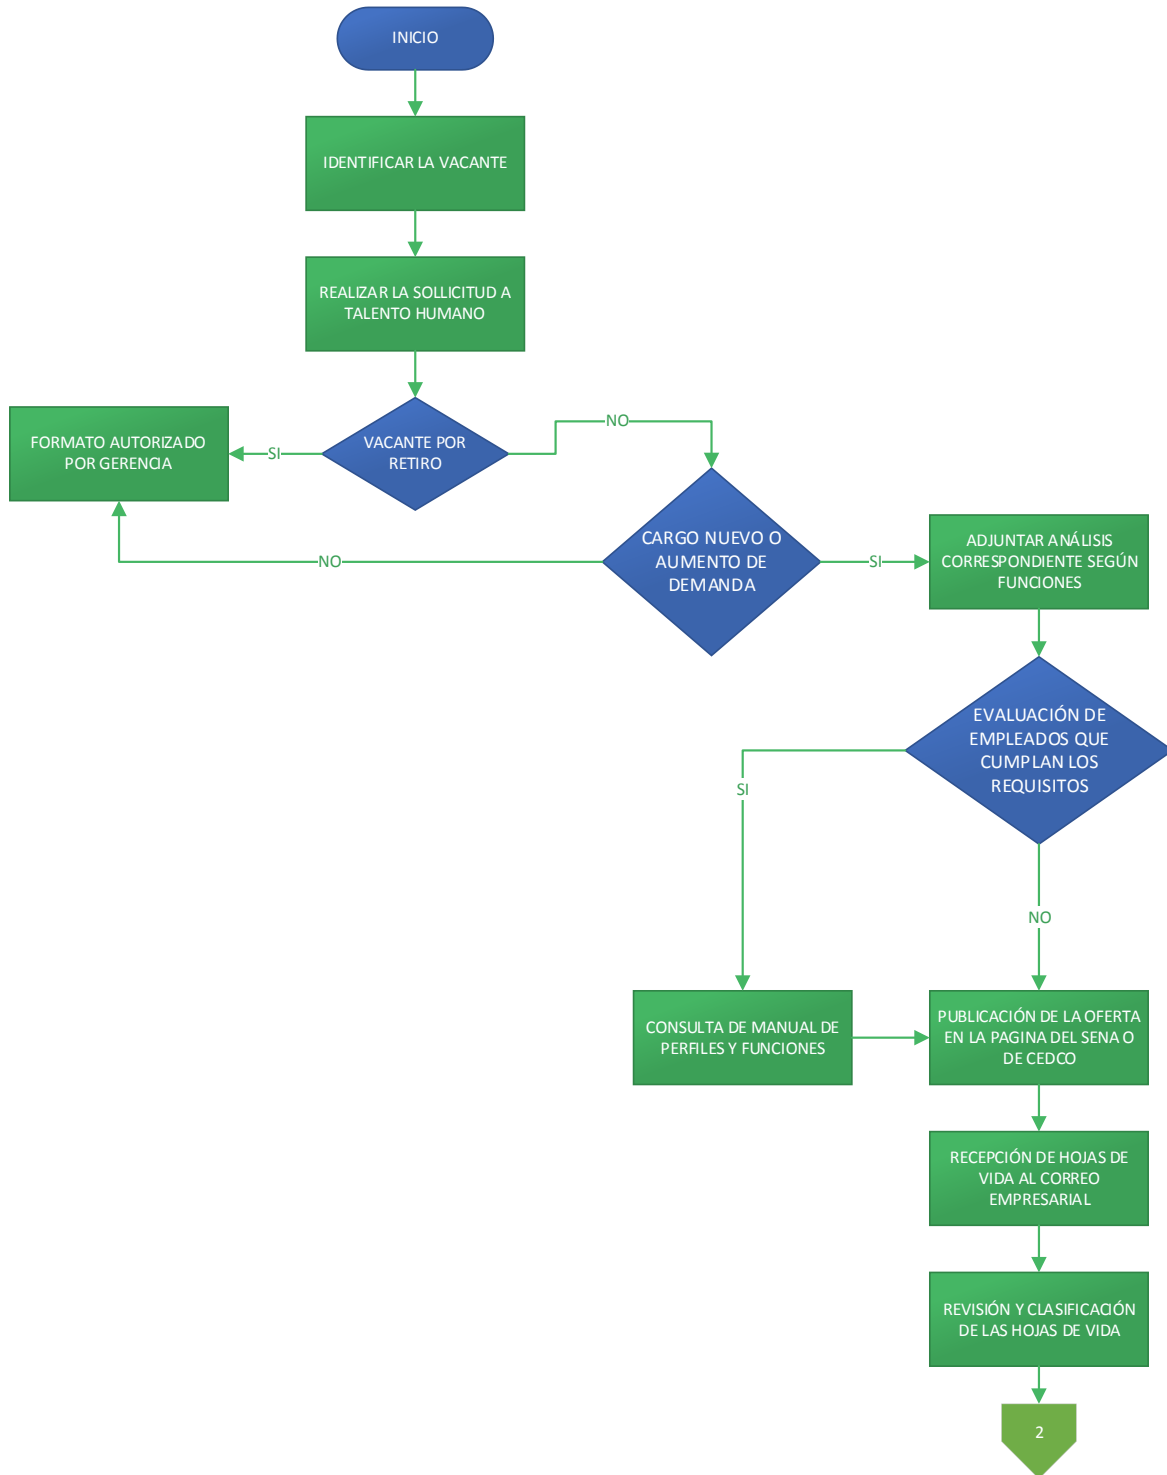 INICIO
IDENTIFICAR LA VACANTE
REALIZAR LA SOLLICITUD A
TALENTO HUMANO
FORMATO AUTORIZADO
POR GERENCIA
SI
VACANTE POR
RETIRO
NO
NO
CARGO NUEVO O
AUMENTO DE
DEMANDA
SI
ADJUNTAR ANÁLISIS
CORRESPONDIENTE SEGÚN
FUNCIONES
EVALUACIÓN DE
EMPLEADOS QUE
CUMPLAN LOS
REQUISITOS
SI
NO
CONSULTA DE MANUAL DE
PERFILES Y FUNCIONES
PUBLICACIÓN DE LA OFERTA
EN LA PAGINA DEL SENA O
DE CEDCO
RECEPCIÓN DE HOJAS DE
VIDA AL CORREO
EMPRESARIAL
REVISIÓN Y CLASIFICACIÓN
DE LAS HOJAS DE VIDA
2